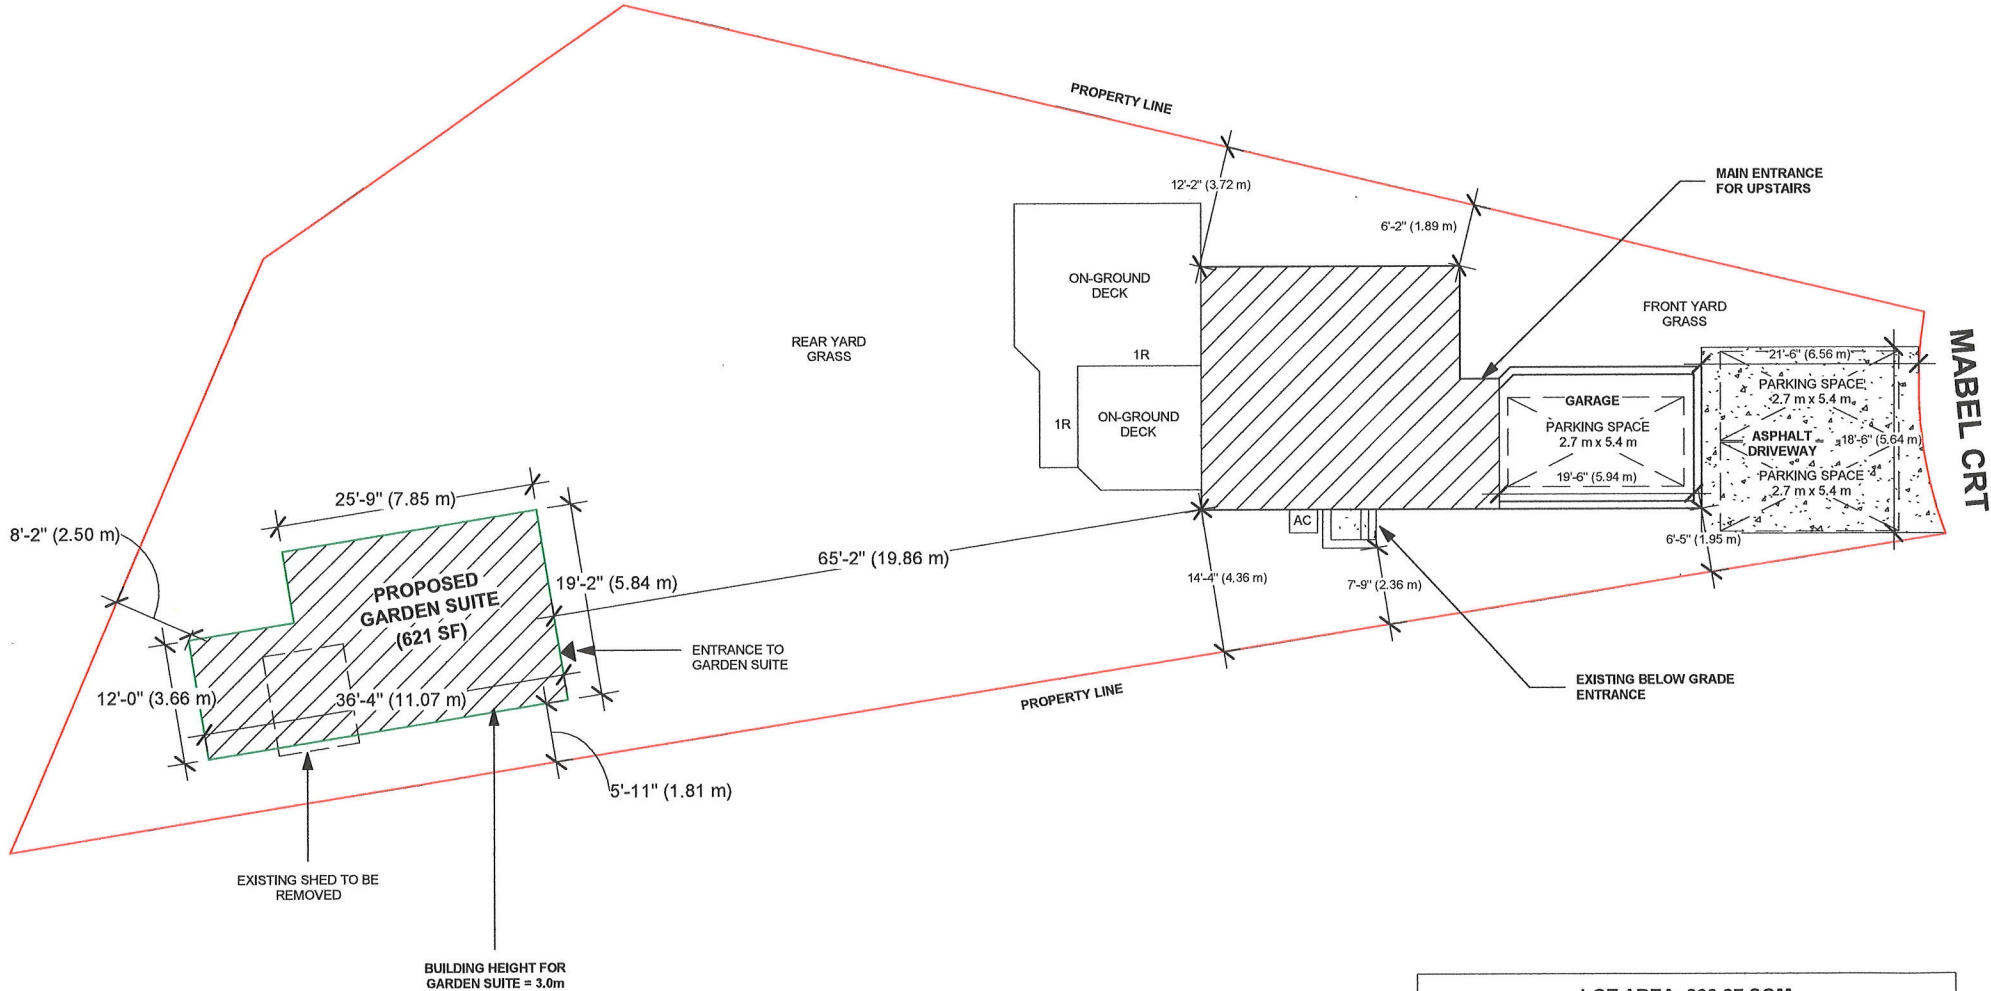 PROPERTY LINE
12'-2" (3.72 m)
6'-2" (1.89 m)
MAIN ENTRANCE
FOR UPSTAIRS
ON-GROUND
DECK
FRONT YARD
GRASS
REAR YARD
GRASS
1R
1R
ON-GROUND
DECK
GARAGE
PARKING SPACE
2.7 m x 5.4 m
19'-6" (5.94 m)
21'-6" (6.56 m)
PARKING SPACE
2.7 m x 5.4 m
ASPHALT
DRIVEWAY
18'-6" (5.64 m)
PARKING SPACE
2.7 m x 5.4 m
MABEL CRT
25'-9" (7.85 m)
8'-2" (2.50 m)
PROPOSED
GARDEN SUITE
(621 SF)
19'-2" (5.84 m)
65'-2" (19.86 m)
AC
6'-5" (1.95 m)
14'-4" (4.36 m)
7'-9" (2.36 m)
ENTRANCE TO
GARDEN SUITE
12'-0" (3.66 m)
36'-4" (11.07 m)
PROPERTY LINE
EXISTING BELOW GRADE
ENTRANCE
5'-11" (1.81 m)
EXISTING SHED TO BE
REMOVED
BUILDING HEIGHT FOR
GARDEN SUITE = 3.0m